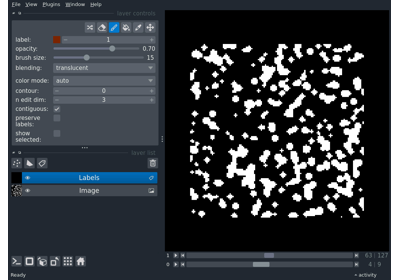 File View Plugins Window Help
layer controls
label: 1
opacity: 0.70
brush size: 15
blending: translucent
color mode: auto
contour: 0
n edit dim: 3
contiguous:
preserve
labels:
show
selected:
layer list
Labels
Image
1 63 127
0 4 9
Ready activity